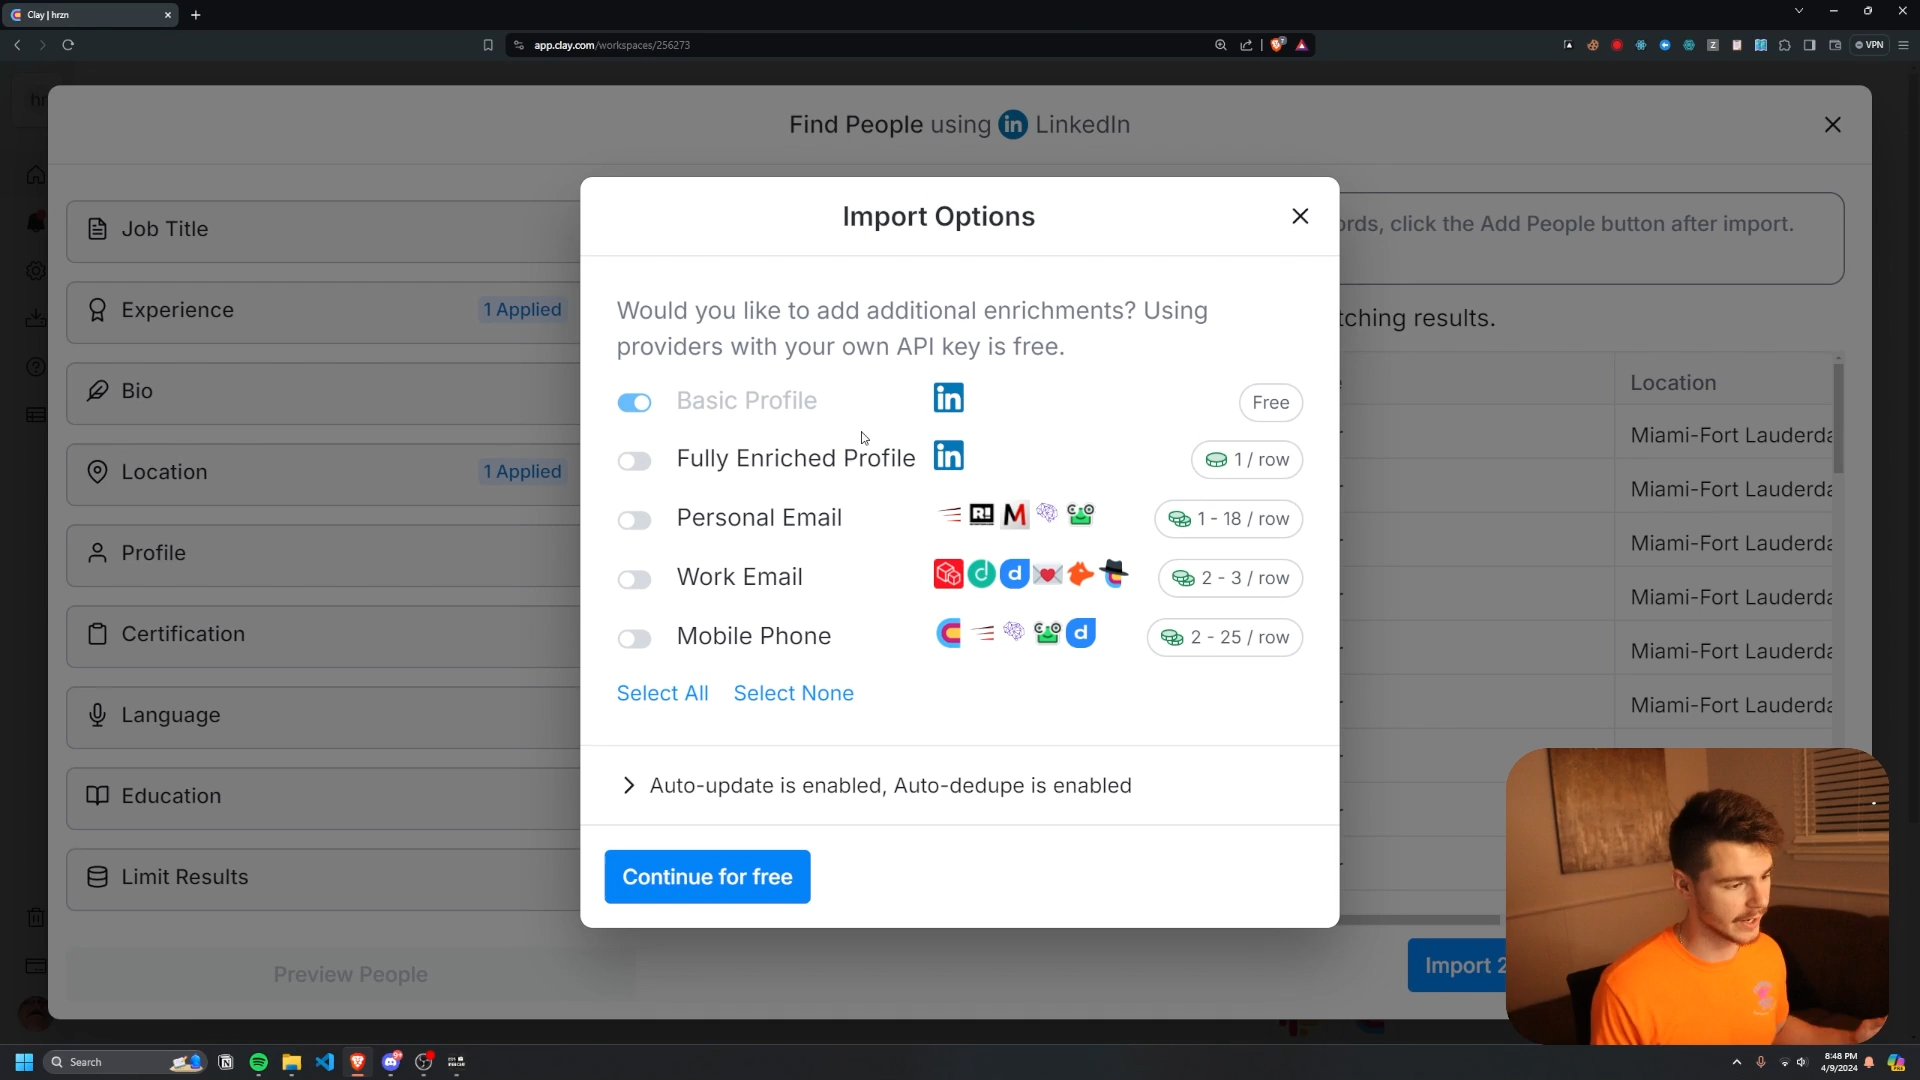 Clay | hrzn
app.clay.com/workspaces/256273
VPN
Find People using in LinkedIn
Job Title
Experience 1 Applied
Bio
Location 1 Applied
Profile
Certification
Language
Education
Limit Results
Preview People
Import Options
Would you like to add additional enrichments? Using
providers with your own API key is free.
Basic Profile in Free
Fully Enriched Profile in 1 / row
Personal Email R! M 1 - 18 / row
Work Email d d 2 - 3 / row
Mobile Phone d 2 - 25 / row
Select All Select None
Auto-update is enabled, Auto-dedupe is enabled
Continue for free
rds, click the Add People button after import.
tching results.
Location
Miami-Fort Lauderda
Miami-Fort Lauderda
Miami-Fort Lauderda
Miami-Fort Lauderda
Miami-Fort Lauderda
Miami-Fort Lauderda
Import 2
Search
8:48 PM
4/9/2024